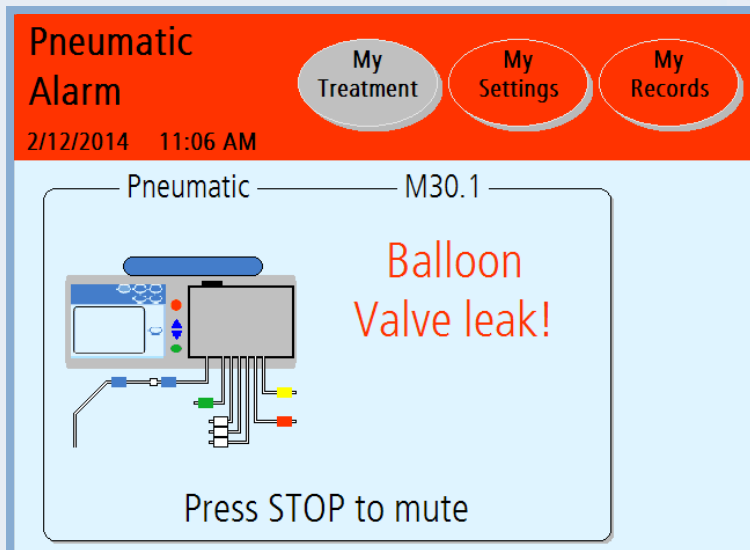 Pneumatic
Alarm
2/12/2014 11:06 AM
My
Treatment
My
Settings
My
Records
Pneumatic M30.1
Balloon
Valve leak!
Press STOP to mute